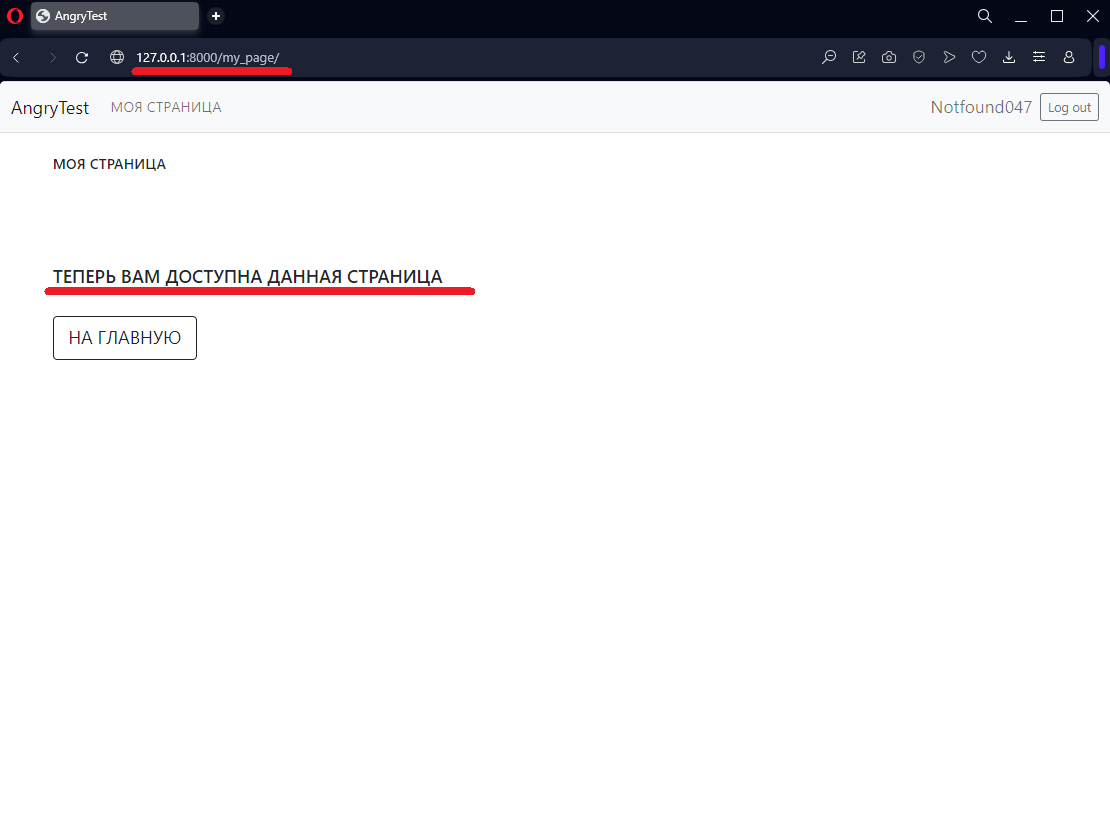 AngryTest
127.0.0.1:8000/my_page/
AngryTest МОЯ СТРАНИЦА Notfound047 Log out
МОЯ СТРАНИЦА
ТЕПЕРЬ ВАМ ДОСТУПНА ДАННАЯ СТРАНИЦА
НА ГЛАВНУЮ